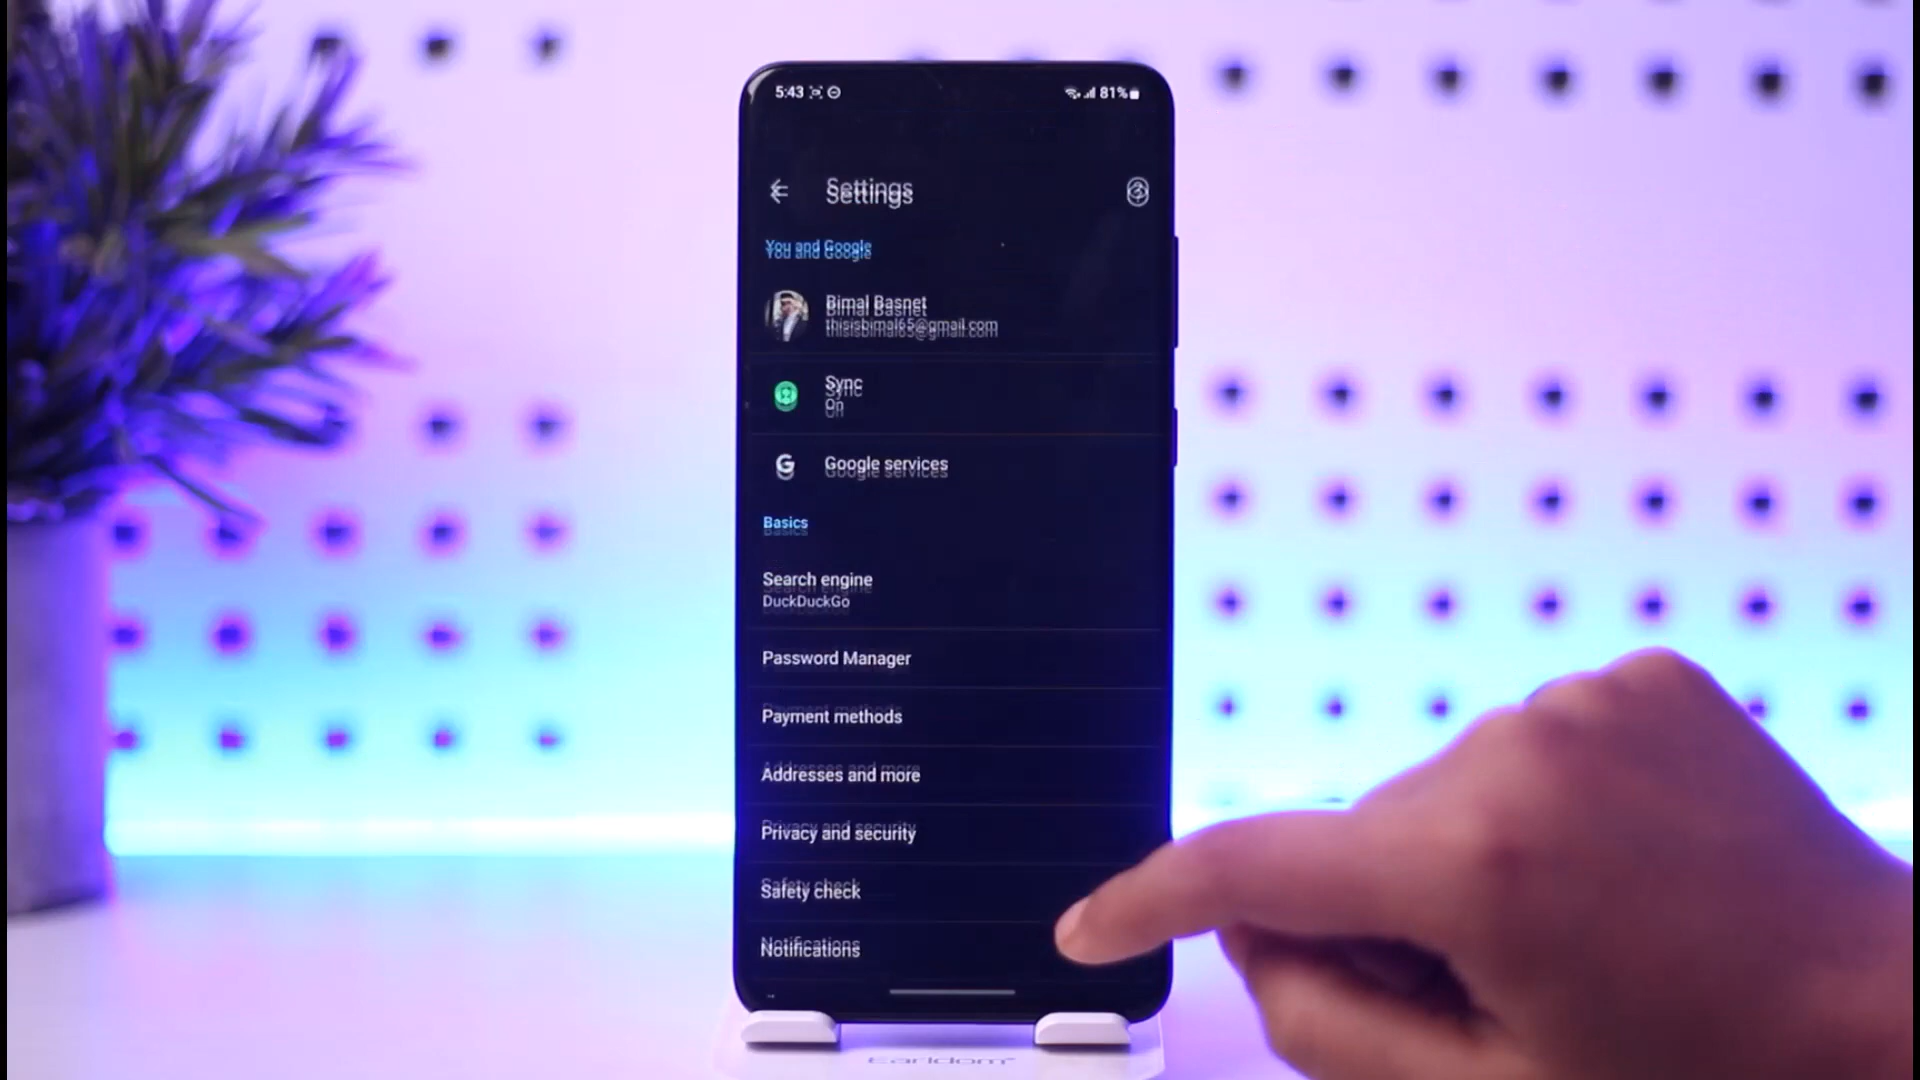 5:43
81%
Settings
You and Google
Bimal Basnet
thisisbimal65@gmail.com
Sync
On
Google services
Basics
Search engine
DuckDuckGo
Password Manager
Payment methods
Addresses and more
Privacy and security
Safety check
Notifications
Earldom